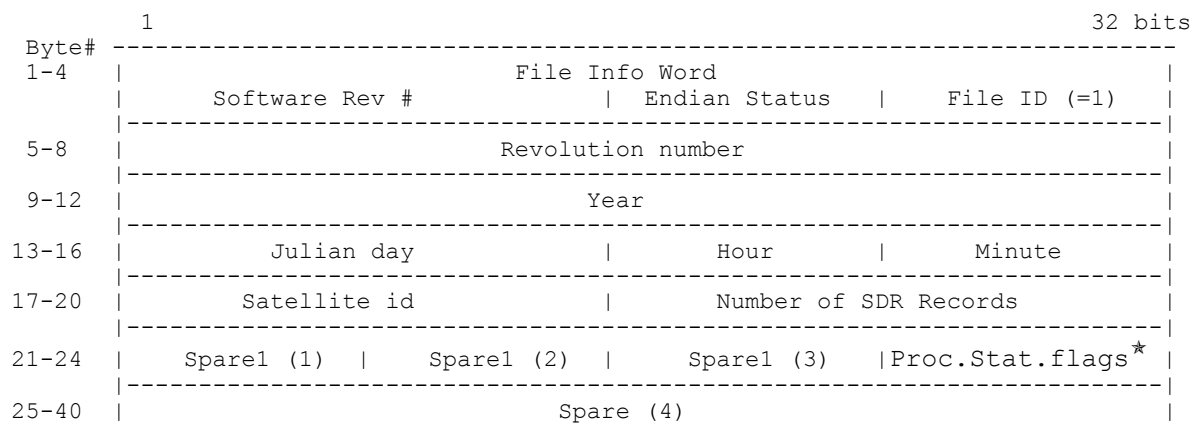 1 32 bits
Byte# --------------------------------------------------------------------------
1-4 | File Info Word |
| Software Rev # | Endian Status | File ID (=1) |
|------------------------------------------------------------------------|
5-8 | Revolution number |
|------------------------------------------------------------------------|
9-12 | Year |
|------------------------------------------------------------------------|
13-16 | Julian day | Hour | Minute |
|------------------------------------------------------------------------|
17-20 | Satellite id | Number of SDR Records |
|------------------------------------------------------------------------|
21-24 | Spare1 (1) | Spare1 (2) | Spare1 (3) |Proc.Stat.flags★ |
|------------------------------------------------------------------------|
25-40 | Spare (4) |